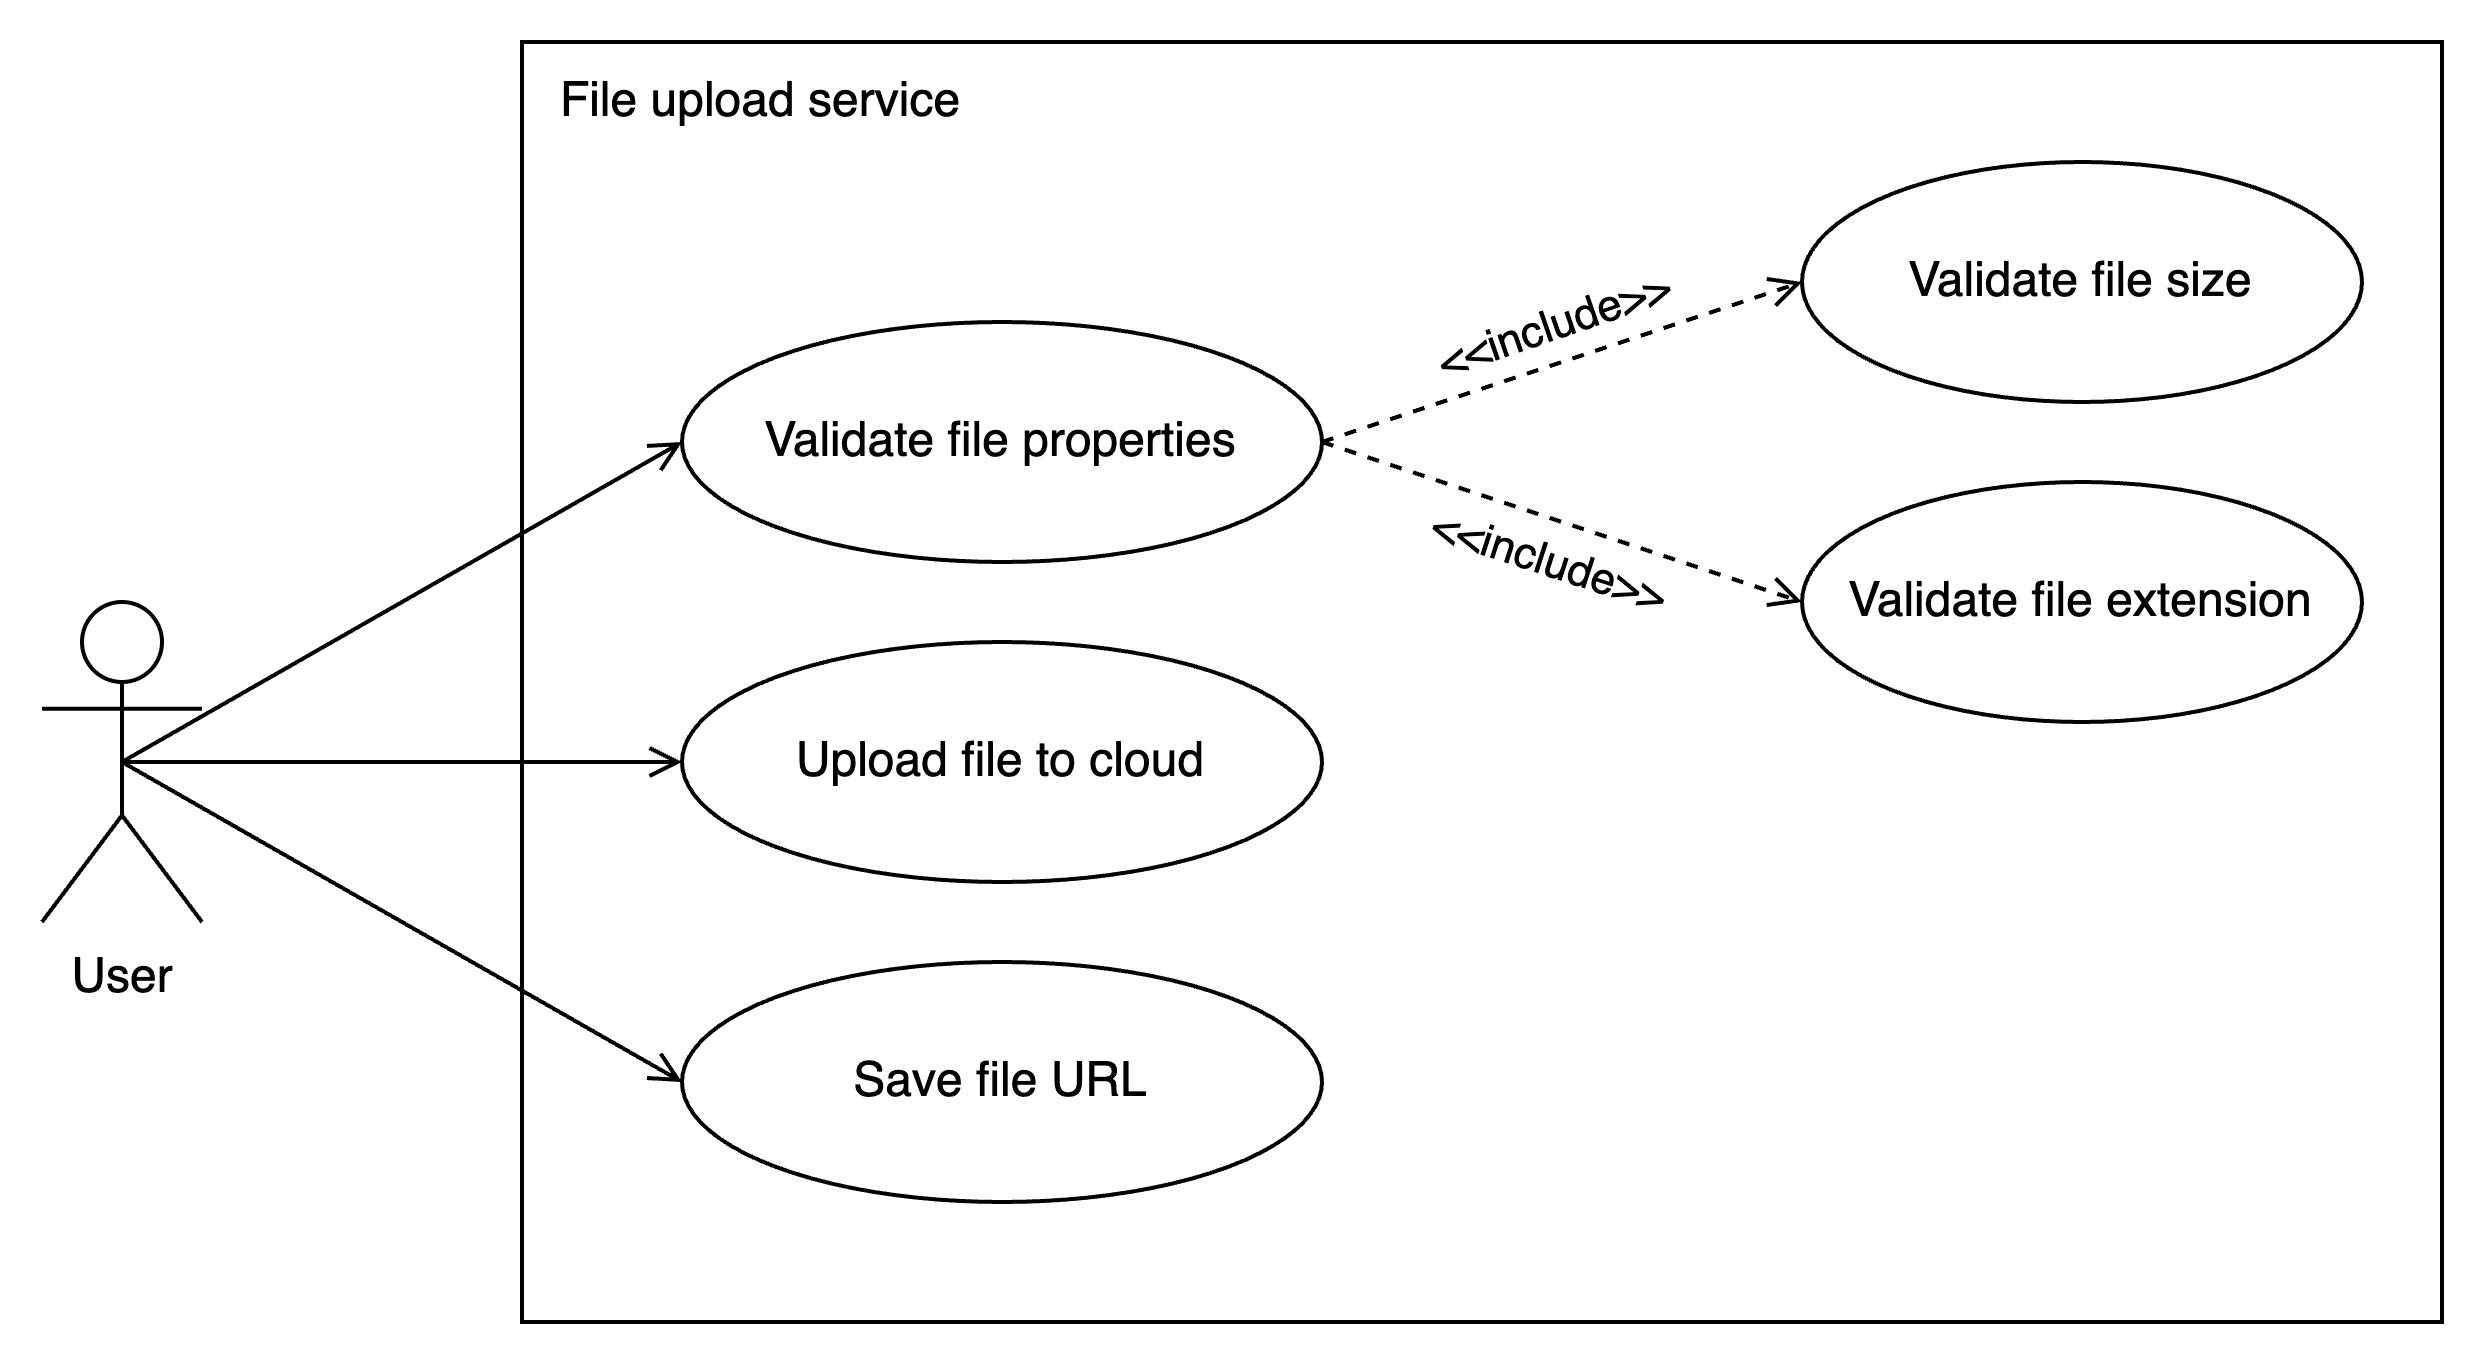 File upload service
Validate file size
<<include>>
Validate file properties
<<include>>
Validate file extension
Upload file to cloud
User
Save file URL